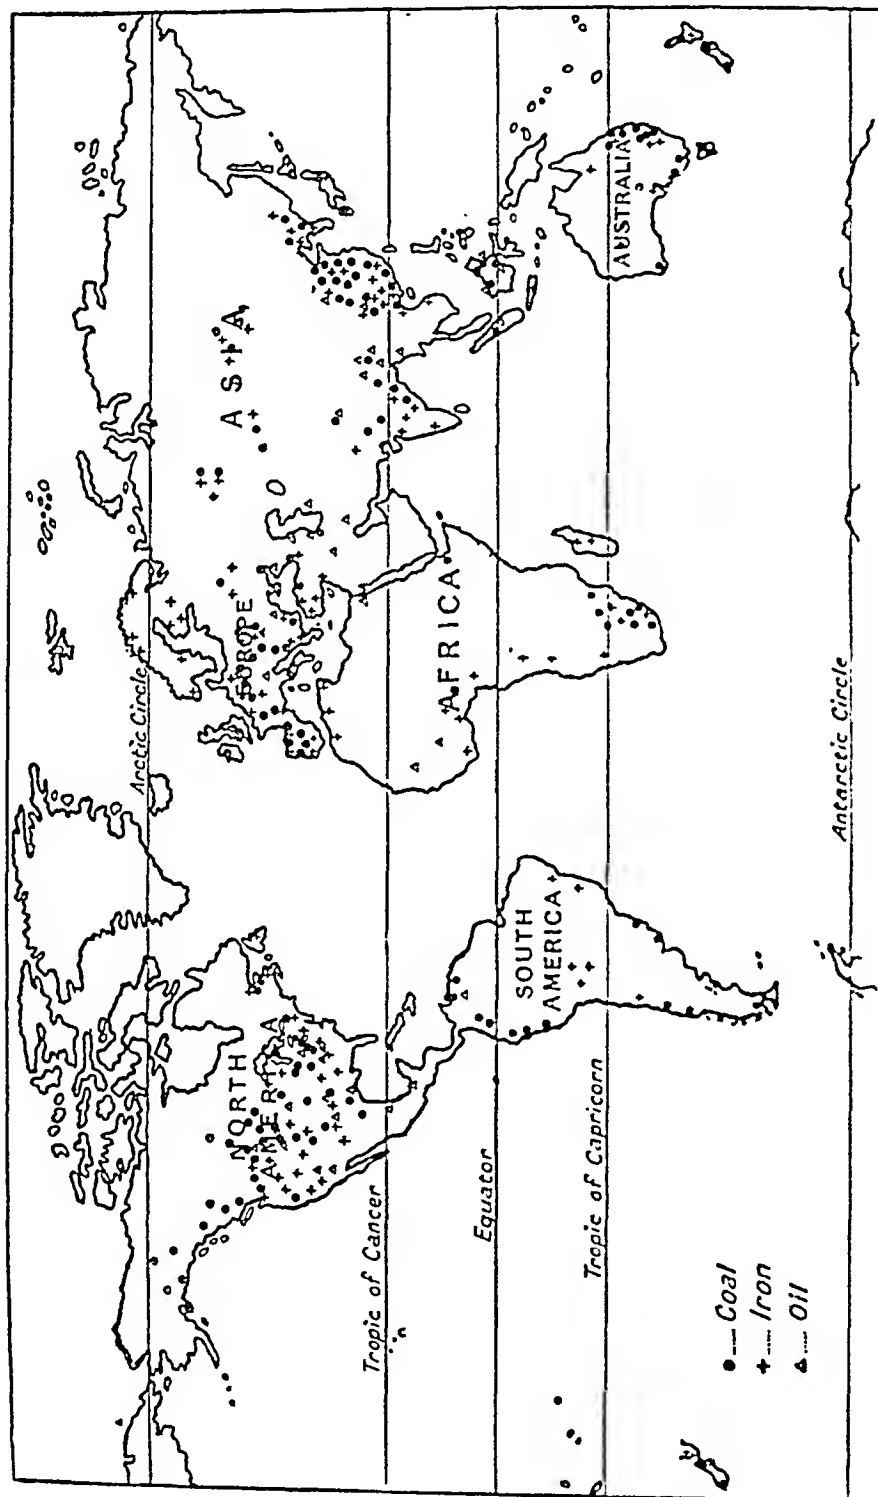 Arctic Circle
NORTH
AMERICA
EUROPE
ASIA
Tropic of Cancer
AFRICA
Equator
SOUTH
AMERICA
AUSTRALIA
Tropic of Capricorn
Coal
Iron
Oil
Antarctic Circle